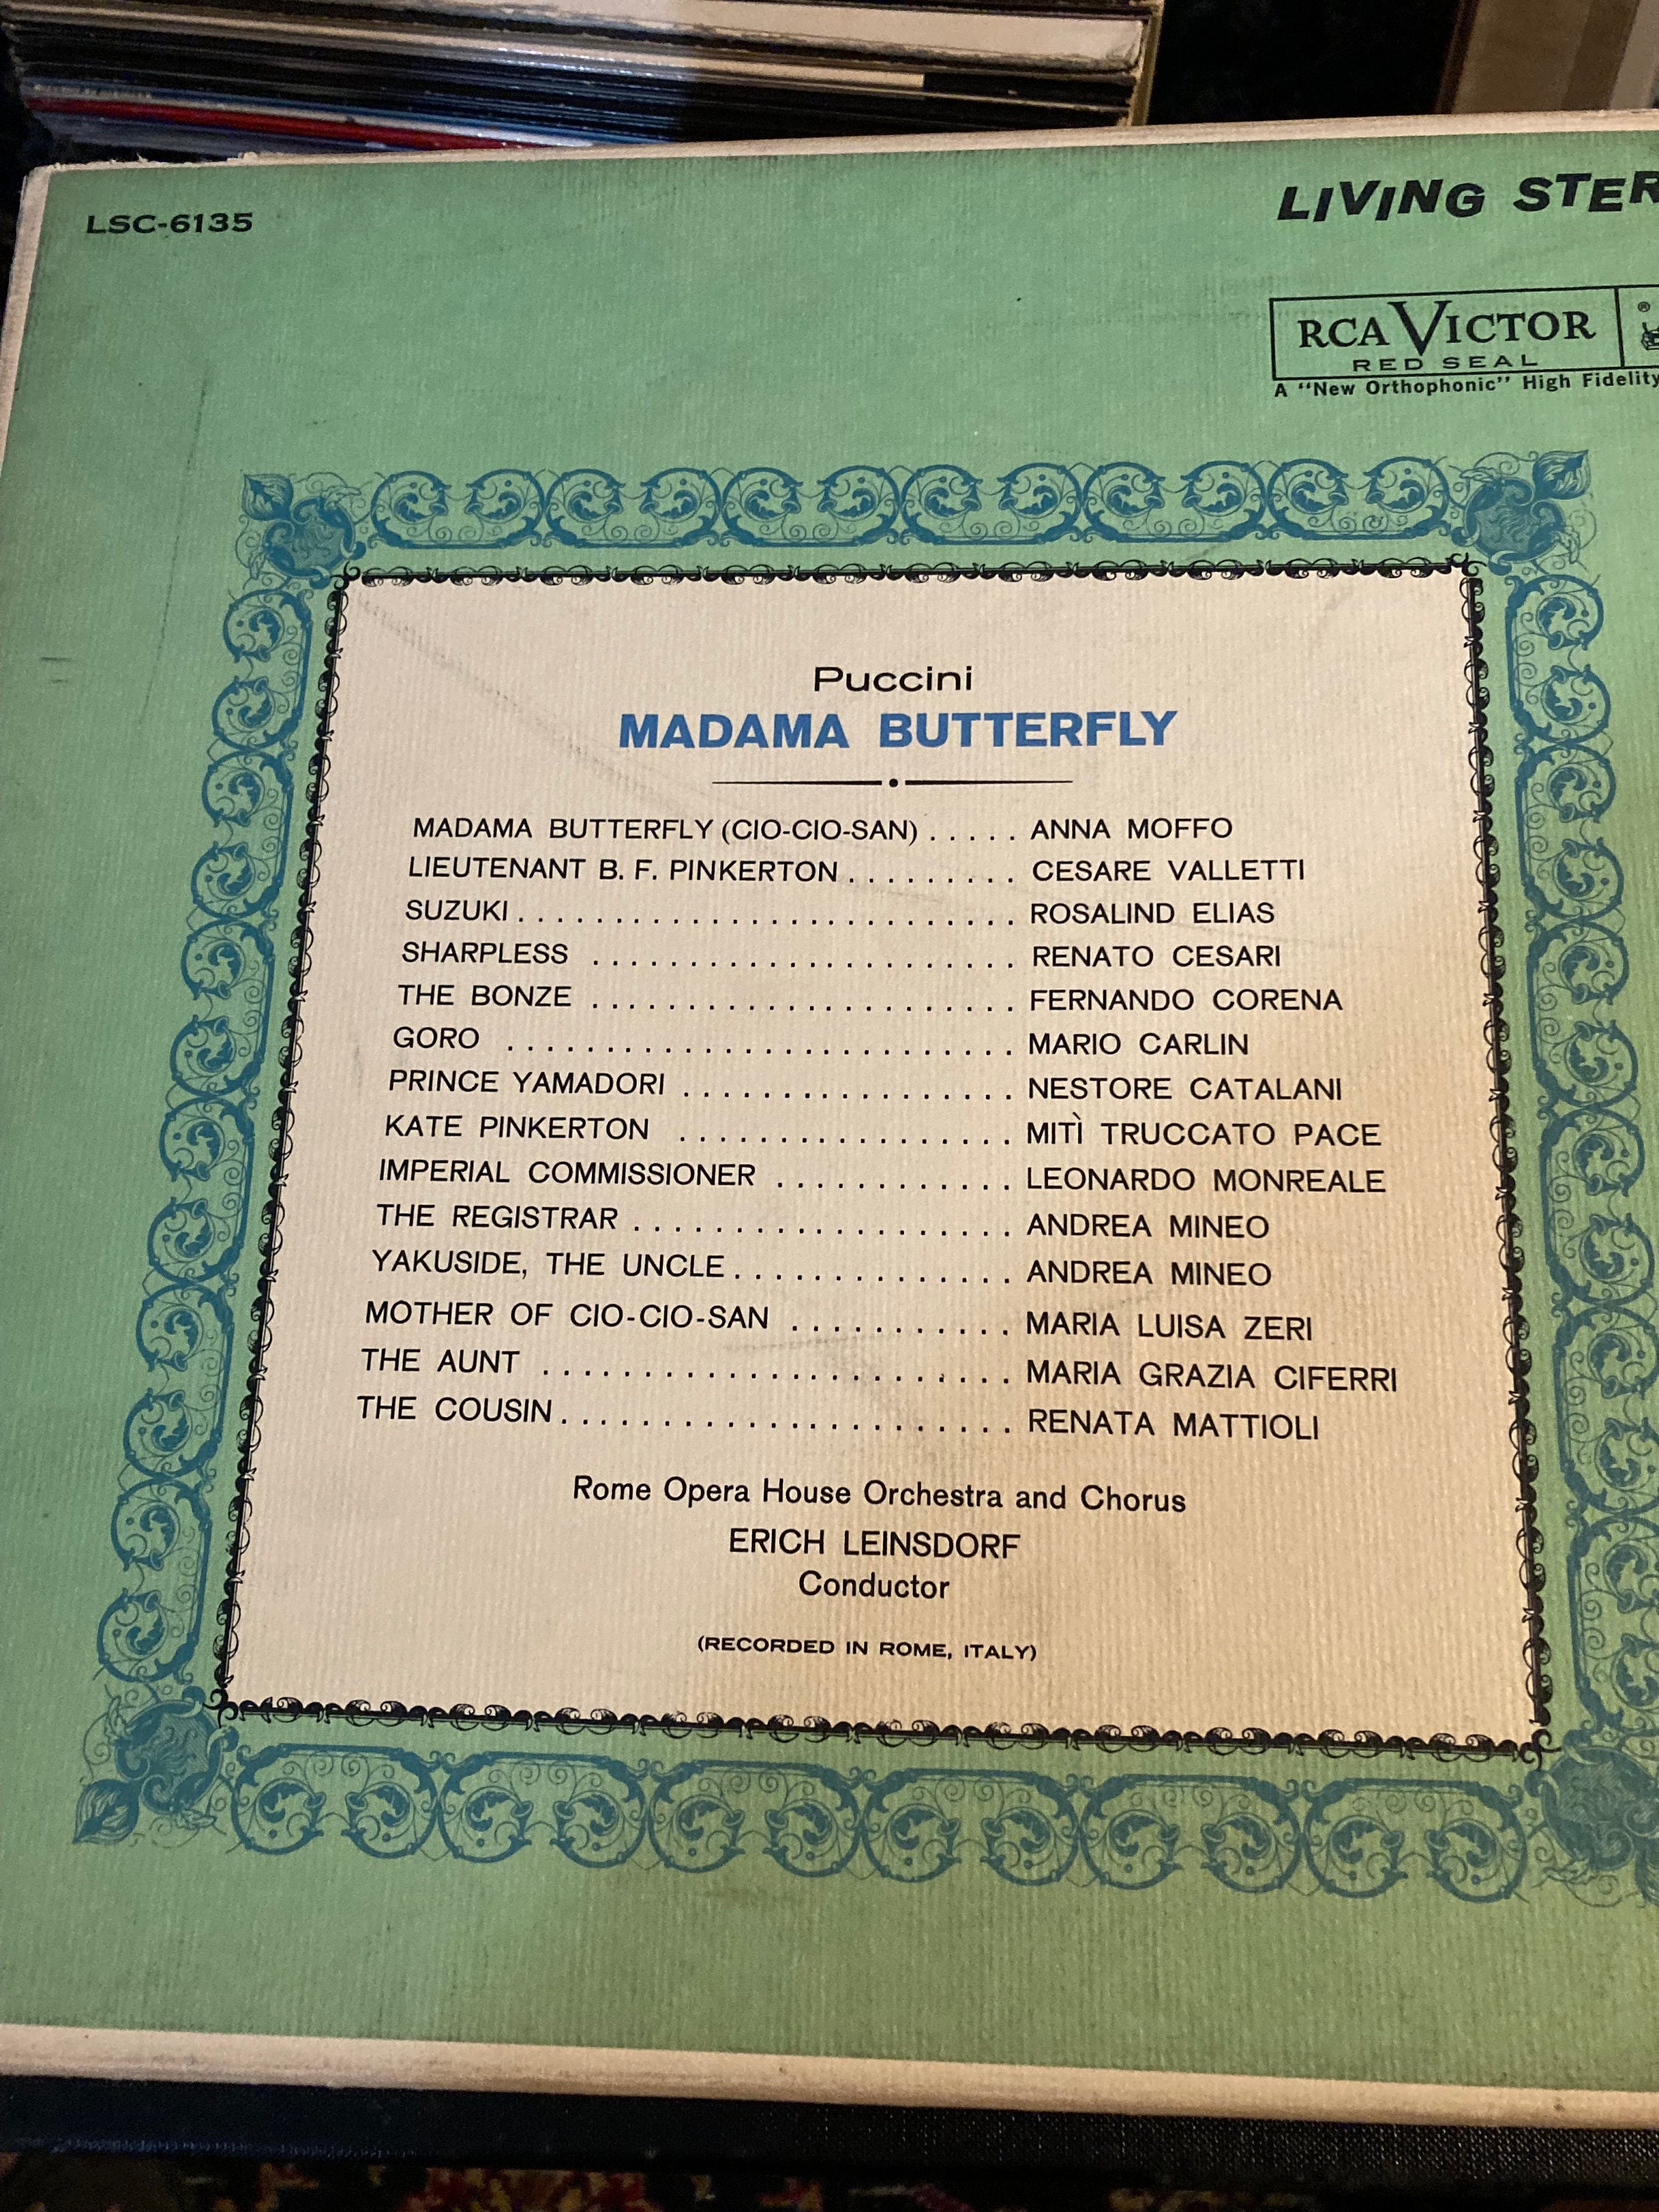 LSC-6135
LIVING STER
RCA VICTOR
RED SEAL
®
A “New Orthophonic” High Fidelity
Puccini
MADAMA BUTTERFLY
MADAMA BUTTERFLY (CIO-CIO-SAN) ..... ANNA MOFFO
LIEUTENANT B. F. PINKERTON ......... CESARE VALLETTI
SUZUKI ......................... ROSALIND ELIAS
SHARPLESS ...................... RENATO CESARI
THE BONZE ...................... FERNANDO CORENA
GORO .......................... MARIO CARLIN
PRINCE YAMADORI ................. NESTORE CATALANI
KATE PINKERTON ................. MITÌ TRUCCATO PACE
IMPERIAL COMMISSIONER ............ LEONARDO MONREALE
THE REGISTRAR ................... ANDREA MINEO
YAKUSIDE, THE UNCLE .............. ANDREA MINEO
MOTHER OF CIO-CIO-SAN ........... MARIA LUISA ZERI
THE AUNT ........................ MARIA GRAZIA CIFERRI
THE COUSIN ....................... RENATA MATTIOLI
Rome Opera House Orchestra and Chorus
ERICH LEINSDORF
Conductor
(RECORDED IN ROME, ITALY)